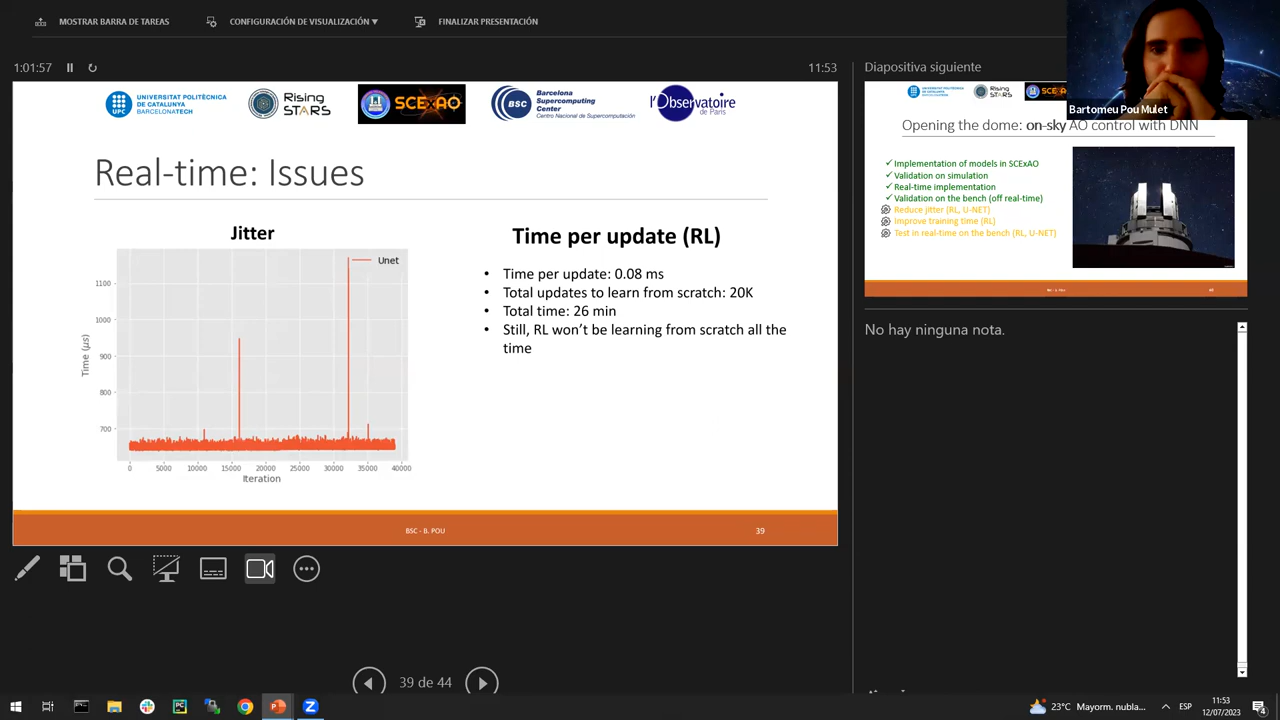 MOSTRAR BARRA DE TAREAS
CONFIGURACIÓN DE VISUALIZACIÓN ▼
FINALIZAR PRESENTACIÓN
1:01:57
11:53
UNIVERSITAT POLITÈCNICA
DE CATALUNYA
BARCELONATECH
UPC
Rising
STARS
SCExAO
BSC
Barcelona
Supercomputing
Center
Centro Nacional de Supercomputación
l'Observatoire
de Paris
Real-time: Issues
Jitter
Unet
1100
1000
900
800
700
Time (μs)
0 5000 10000 15000 20000 25000 30000 35000 40000
Iteration
Time per update (RL)
• Time per update: 0.08 ms
• Total updates to learn from scratch: 20K
• Total time: 26 min
• Still, RL won't be learning from scratch all the
time
BSC - B. POU
39
39 de 44
Diapositiva siguiente
Bartomeu Pou Mulet
Opening the dome: on-sky AO control with DNN
✓ Implementation of models in SCExAO
✓ Validation on simulation
✓ Real-time implementation
✓ Validation on the bench (off real-time)
Reduce jitter (RL, U-NET)
Improve training time (RL)
Test in real-time on the bench (RL, U-NET)
No hay ninguna nota.
23°C Mayorm. nubla...
ESP
11:53
12/07/2023